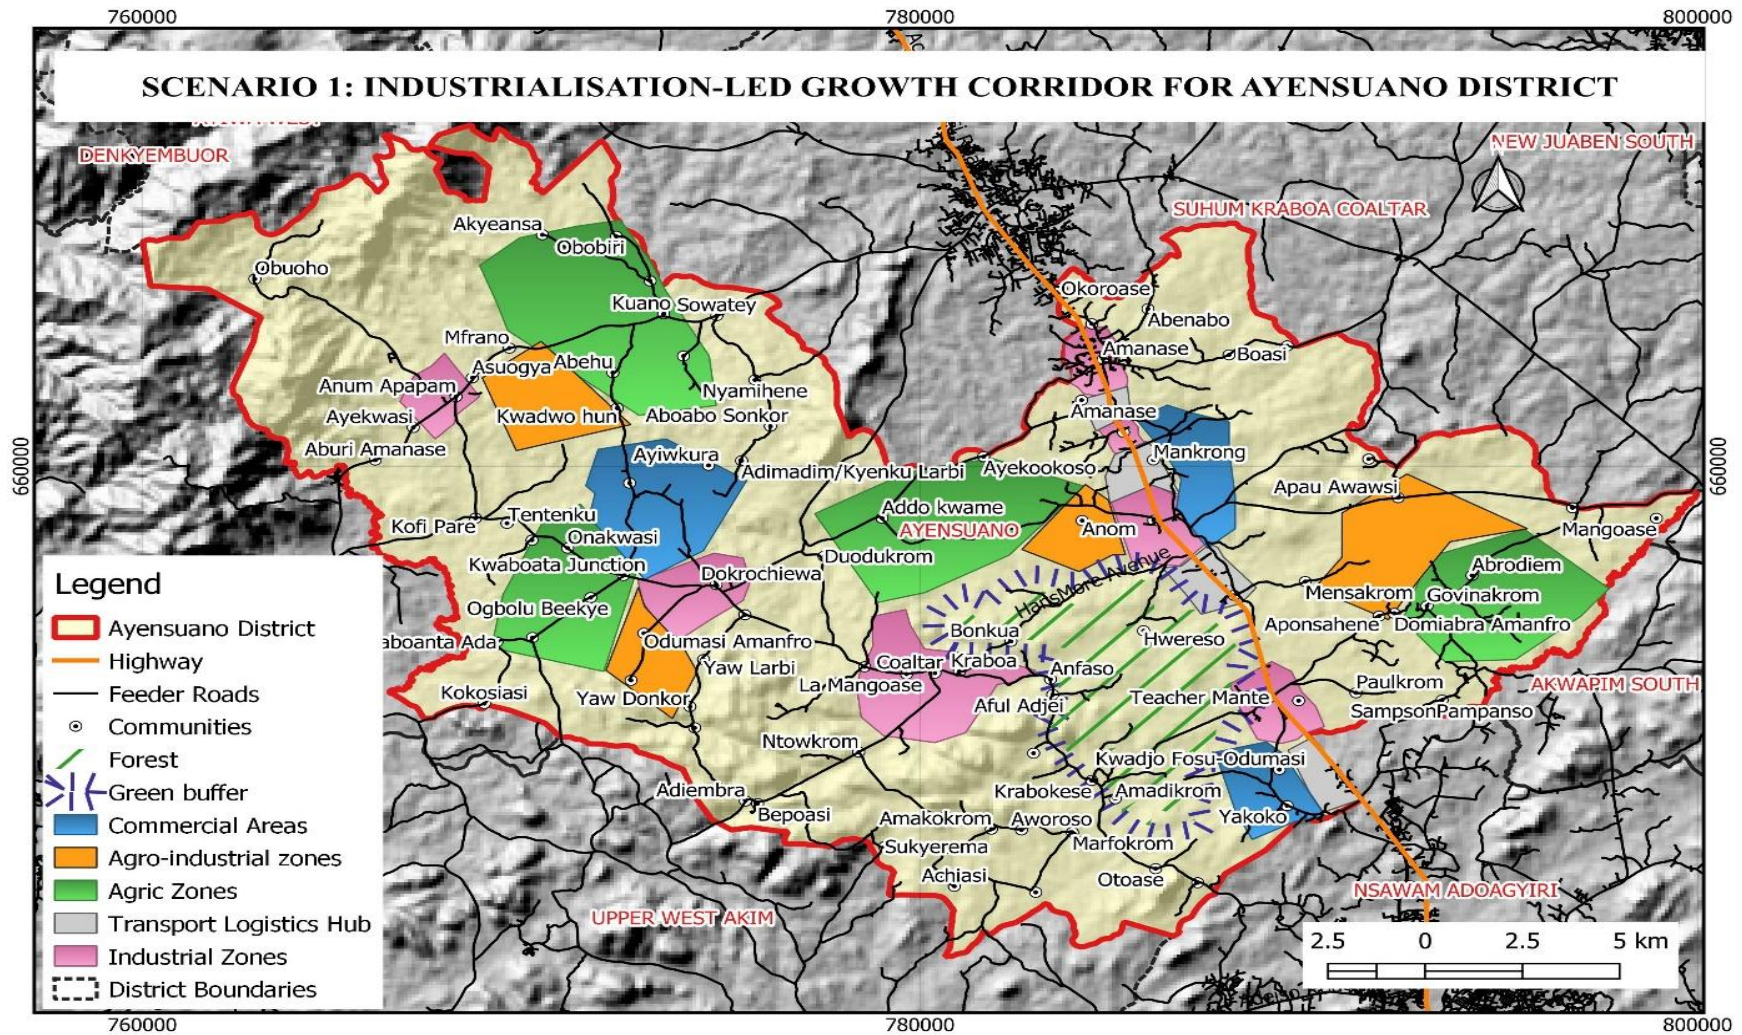 760000
780000
800000
SCENARIO 1: INDUSTRIALISATION-LED GROWTH CORRIDOR FOR AYENSUANO DISTRICT
DENKYEMBUOR
NEW JUABEN SOUTH
SUHUM KRABOA COALTAR
Akyeansa
Obobiri
Obuoho
Okoroase
Kuano
Sowatey
Abenabo
Mfrano
Amanase
Boasi
Asuogya
Abehu
Anum Apapam
Nyamihene
Ayekwasi
Kwadwo hun
Aboabo Sonkor
Amanase
Aburi Amanase
Ayiwkura
Mankrong
Adimadim/Kyenku Larbi
Ayekookoso
660000
660000
Apau Awawsi
Addo kwame
Tentenku
Kofi Pare
AYENSUANO
Anom
Mangoase
Onakwasi
Duodukrom
HansMore Avenue
Kwaboata Junction
Dokrochiewa
Abrodiem
Mensakrom
Govinakrom
Ogbolu Beekye
Aponsahene
Domiabra Amanfro
Bonkua
Hwereso
aboanta Ada
Odumasi Amanfro
Yaw Larbi
Coaltar
Kraboa
Anfaso
La Mangoase
Paulkrom
AKWAPIM SOUTH
Kokosiasi
Yaw Donkor
Aful Adjei
Teacher Mante
Sampson
Pampanso
Ntowkrom
Kwadjo Fosu-Odumasi
Adiembra
Krabokese
Amadikrom
Bepoasi
Amakokrom
Aworoso
Yakoko
Sukyerema
Marfokrom
Achiasi
Otoase
NSAWAM ADOAGYIRI
UPPER WEST AKIM
Legend
Ayensuano District
Highway
Feeder Roads
Communities
Forest
Green buffer
Commercial Areas
Agro-industrial zones
Agric Zones
Transport Logistics Hub
Industrial Zones
District Boundaries
2.5 0 2.5 5 km
760000
780000
800000